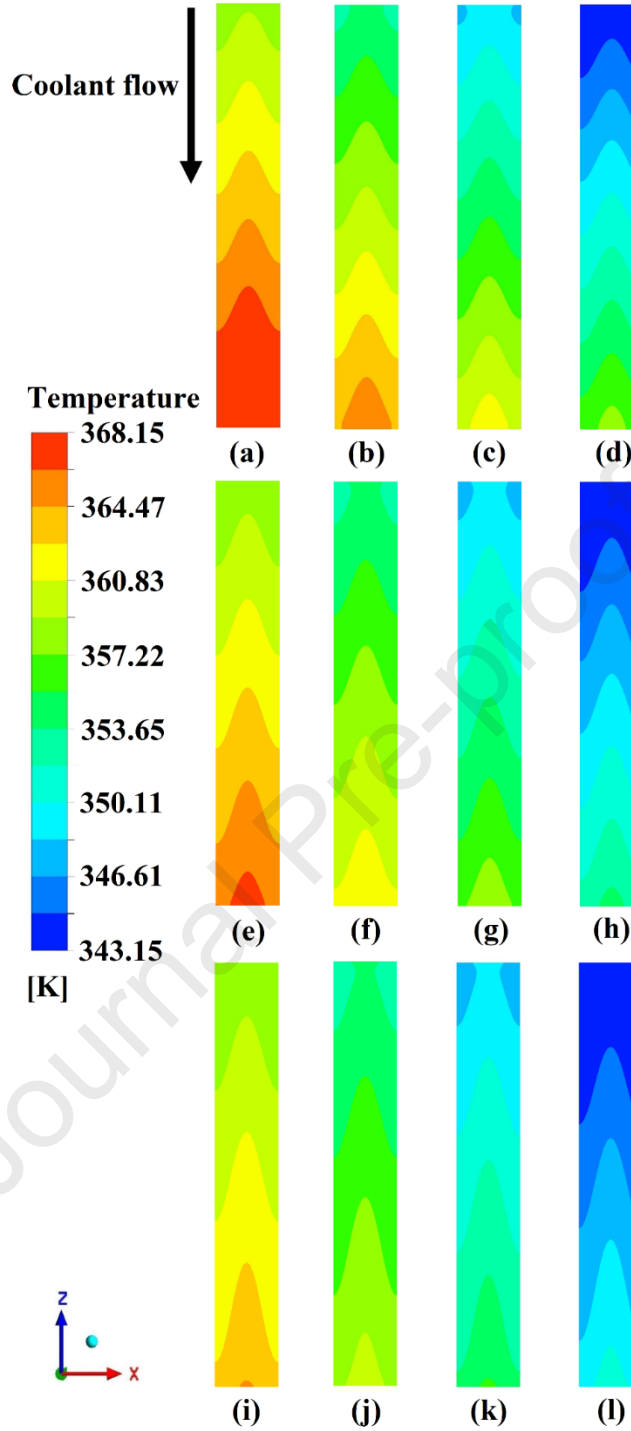 Coolant flow
(a) (b) (c) (d)
Temperature
368.15
364.47
360.83
357.22
353.65
350.11
346.61
343.15
[K]
(e) (f) (g) (h)
Z
X
(i) (j) (k) (l)
Journal Pre-proof